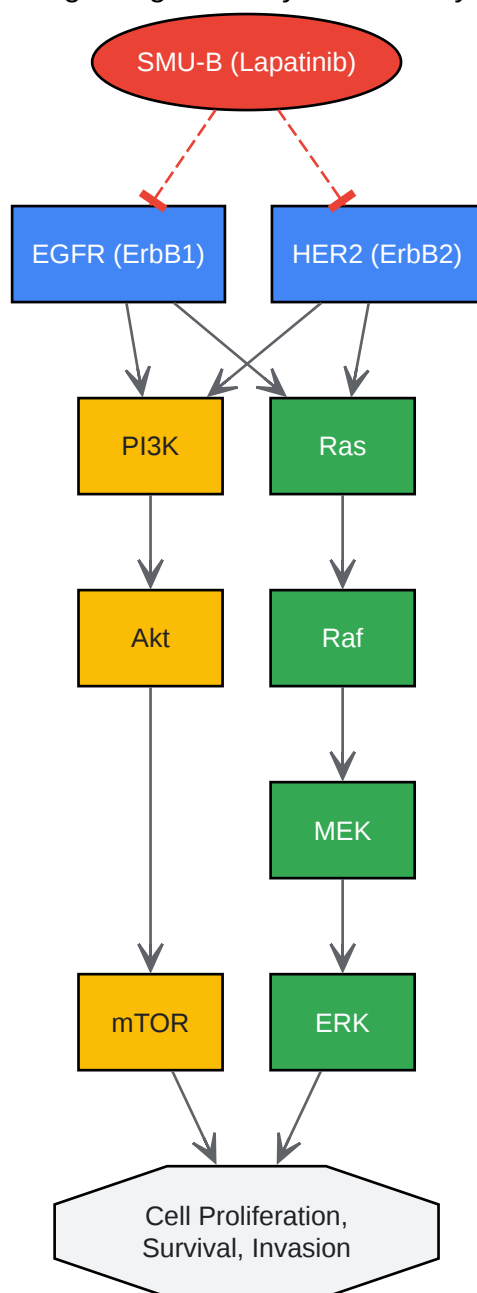 SMU-B (Lapatinib)
EGFR (ErbB1)
HER2 (ErbB2)
PI3K
Ras
Akt
Raf
MEK
mTOR
ERK
Cell Proliferation,
Survival, Invasion